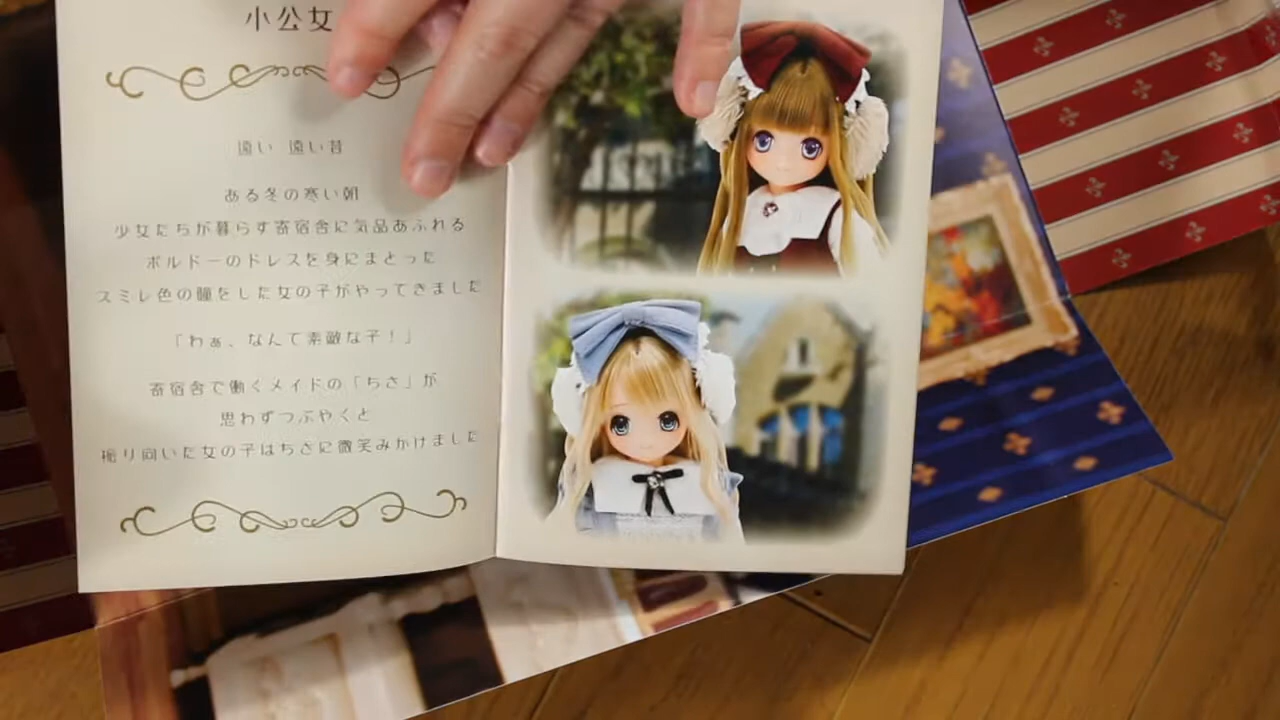 小公女
遠い 遠い昔
ある冬の寒い朝
少女たちが暮らす寄宿舎に気品あふれる
ボルドーのドレスを身にまとった
スミレ色の瞳をした女の子がやってきました
「わぁ、なんて素敵な子！」
寄宿舎で働くメイドの「ちさ」が
思わずつぶやくと
振り向いた女の子はちさに微笑みかけました